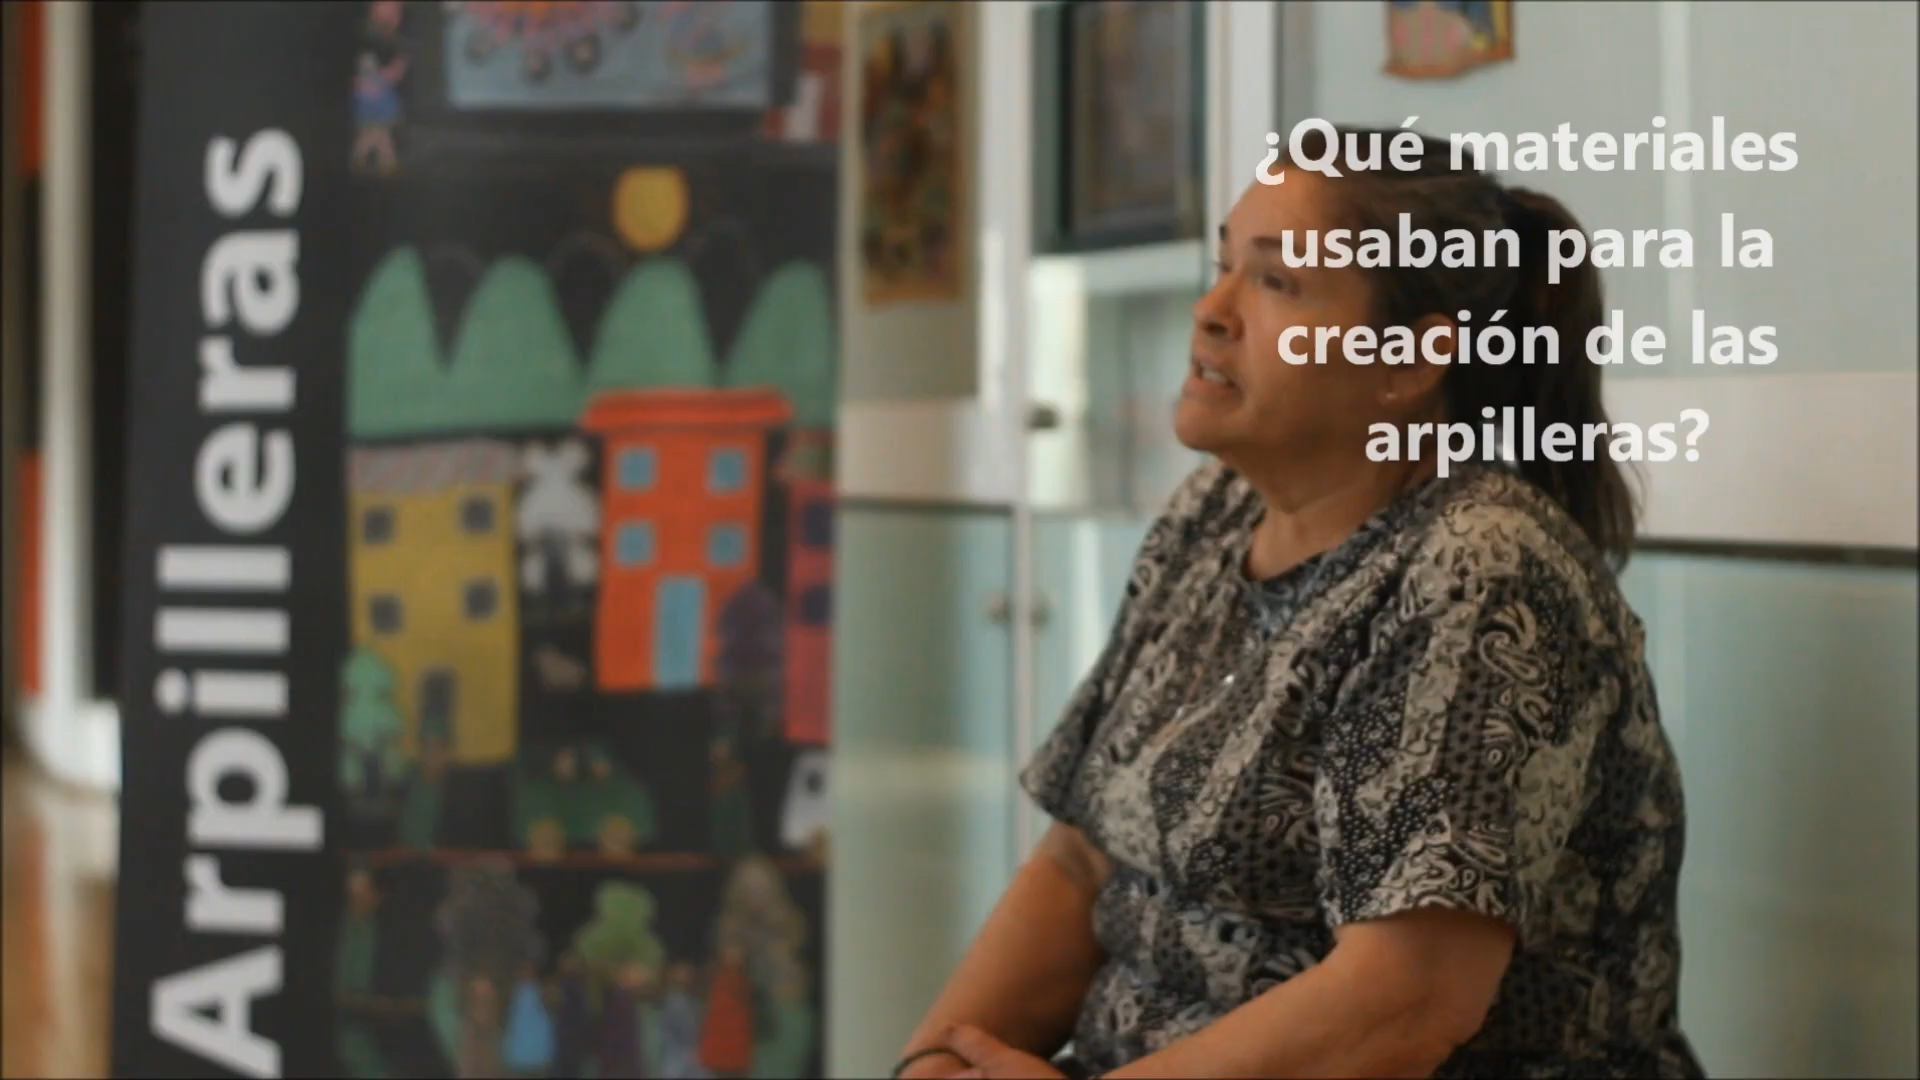 Arpilleras
¿Qué materiales
usaban para la
creación de las
arpilleras?